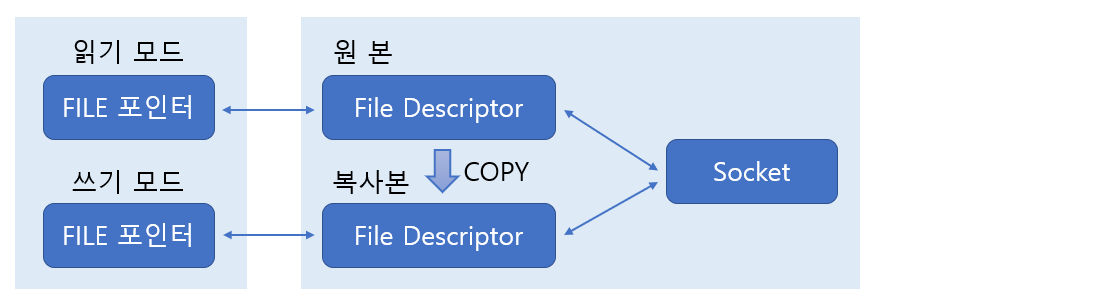 읽기 모드
FILE 포인터
쓰기 모드
FILE 포인터
원 본
File Descriptor
COPY
복사본
File Descriptor
Socket